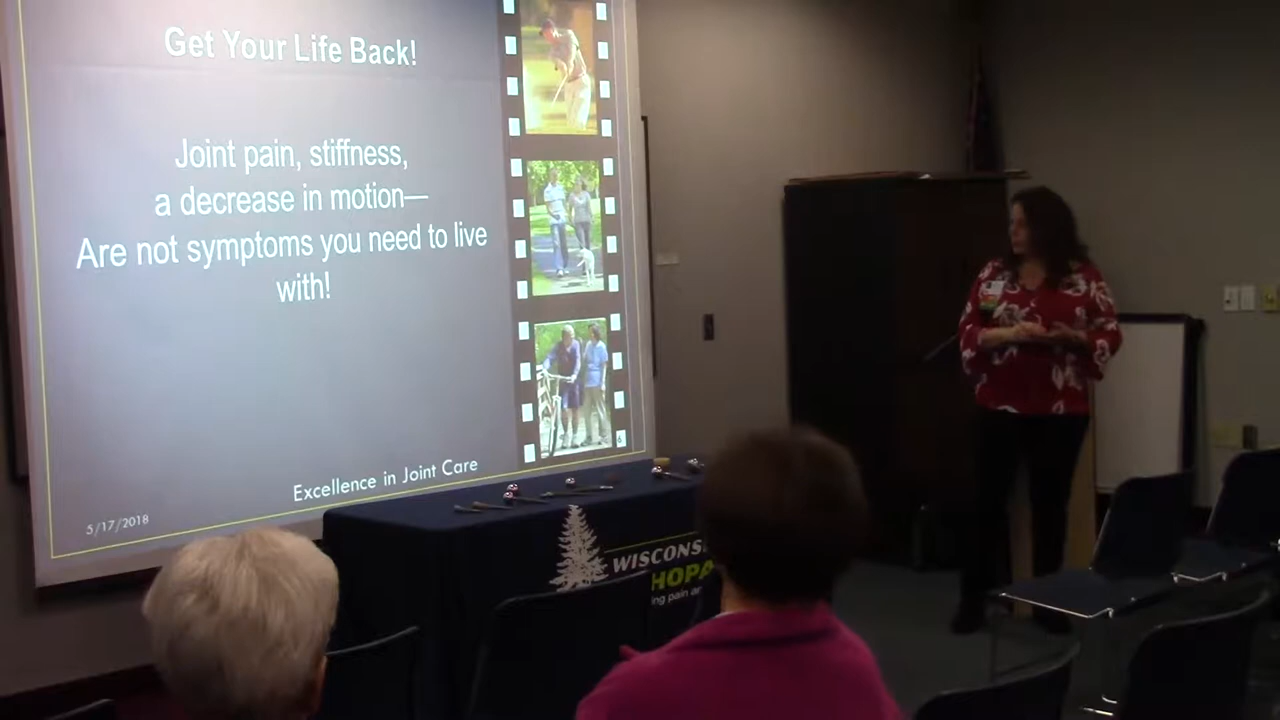 Get Your Life Back!
Joint pain, stiffness,
a decrease in motion—
Are not symptoms you need to live
with!
Excellence in Joint Care
5/17/2018
6
WISCONS
HOPA
ing pain an